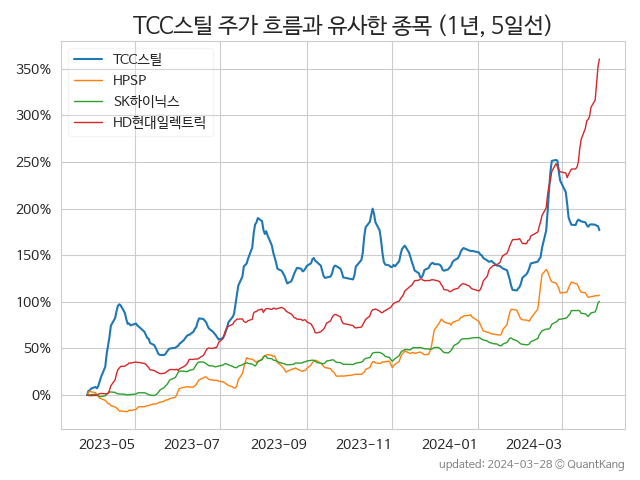 TCC스틸 주가 흐름과 유사한 종목 (1년, 5일선)
TCC스틸
HPSP
SK하이닉스
HD현대일렉트릭
350%
300%
250%
200%
150%
100%
50%
0%
2023-05
2023-07
2023-09
2023-11
2024-01
2024-03
updated: 2024-03-28 © QuantKang